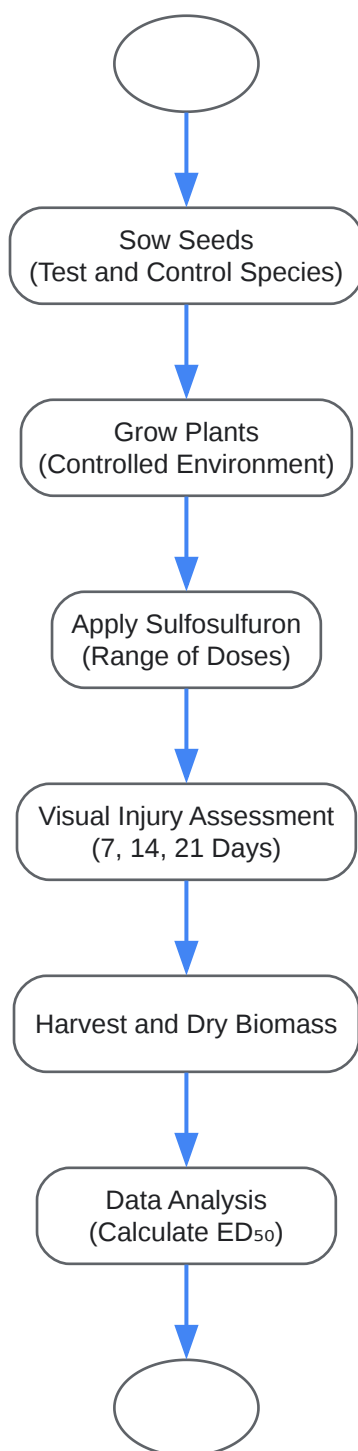 Sow Seeds
(Test and Control Species)
Grow Plants
(Controlled Environment)
Apply Sulfosulfuron
(Range of Doses)
Visual Injury Assessment
(7, 14, 21 Days)
Harvest and Dry Biomass
Data Analysis
(Calculate ED₅₀)